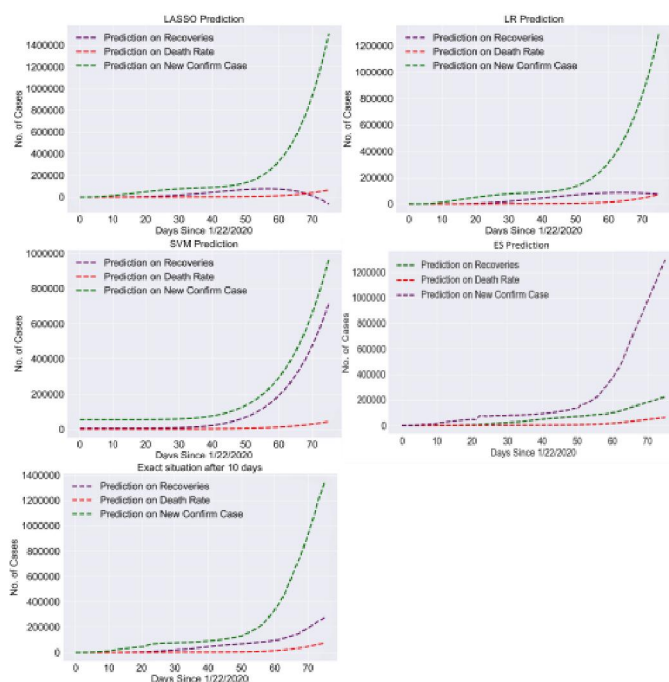 LASSO Prediction
Prediction on Recoveries
Prediction on Death Rate
Prediction on New Confirm Case
No. of Cases
1400000
1200000
1000000
800000
600000
400000
200000
0
0 10 20 30 40 50 60 70
Days Since 1/22/2020
LR Prediction
Prediction on Recoveries
Prediction on Death Rate
Prediction on New Confirm Case
No. of Cases
1200000
1000000
800000
600000
400000
200000
0
0 10 20 30 40 50 60 70
Days Since 1/22/2020
SVM Prediction
Prediction on Recoveries
Prediction on Death Rate
Prediction on New Confirm Case
No. of Cases
1000000
800000
600000
400000
200000
0
0 10 20 30 40 50 60 70
Days Since 1/22/2020
ES Prediction
Prediction on Recoveries
Prediction on Death Rate
Prediction on New Confirm Case
No. of Cases
1200000
1000000
800000
600000
400000
200000
0
0 10 20 30 40 50 60 70
Days Since 1/22/2020
Exact situation after 10 days
Prediction on Recoveries
Prediction on Death Rate
Prediction on New Confirm Case
No. of Cases
1400000
1200000
1000000
800000
600000
400000
200000
0
0 10 20 30 40 50 60 70
Days Since 1/22/2020